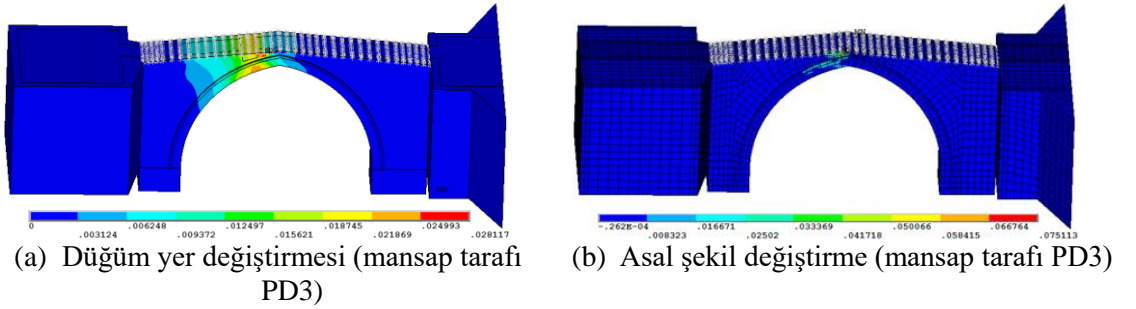 0 .006248 .012497 .018745 .024993
.003124 .009372 .015621 .021869 .028117
-.262E-04 .016671 .033369 .050066 .066764
.008323 .02502 .041718 .058415 .075113
(a) Düğüm yer değiştirmesi (mansap tarafı
PD3)
(b) Asal şekil değiştirme (mansap tarafı PD3)